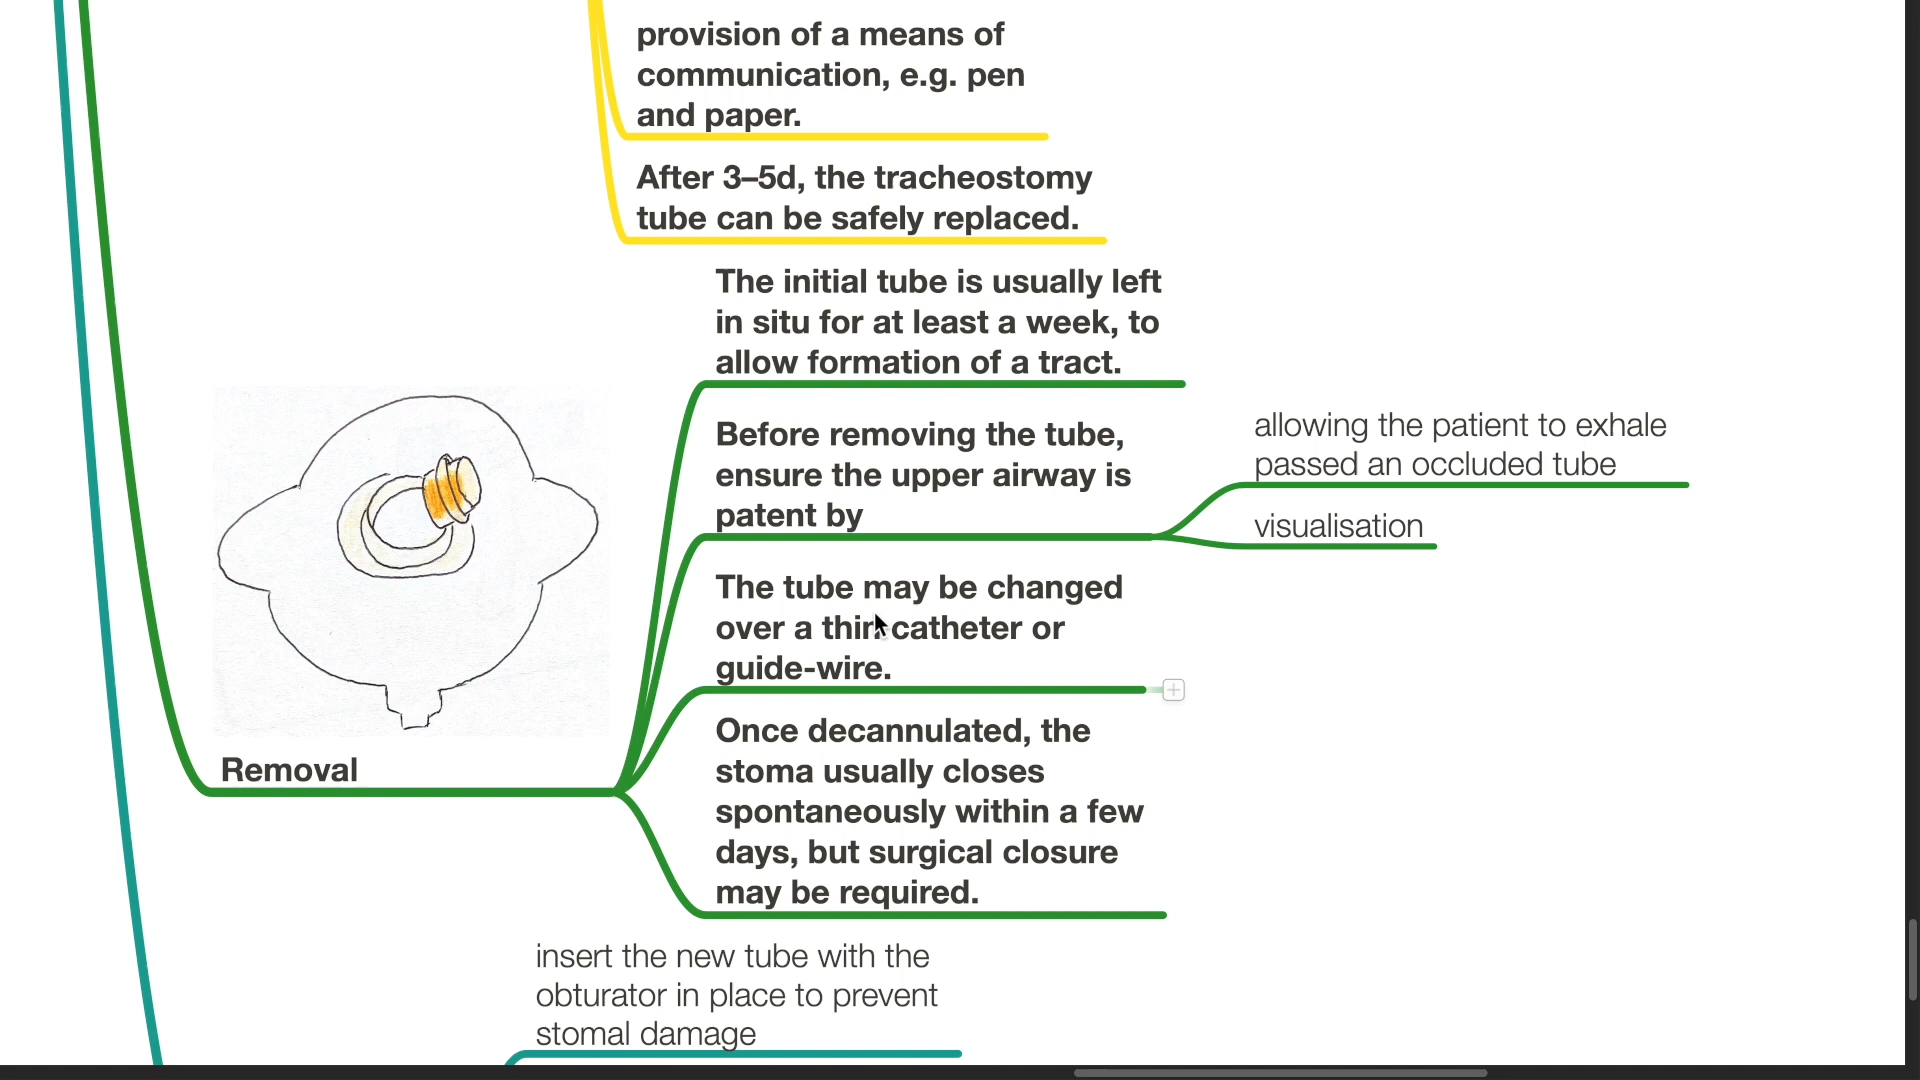 provision of a means of
communication, e.g. pen
and paper.
After 3–5d, the tracheostomy
tube can be safely replaced.
The initial tube is usually left
in situ for at least a week, to
allow formation of a tract.
Before removing the tube,
ensure the upper airway is
patent by
allowing the patient to exhale
passed an occluded tube
visualisation
The tube may be changed
over a thin catheter or
guide-wire.
Once decannulated, the
stoma usually closes
spontaneously within a few
days, but surgical closure
may be required.
Removal
insert the new tube with the
obturator in place to prevent
stomal damage